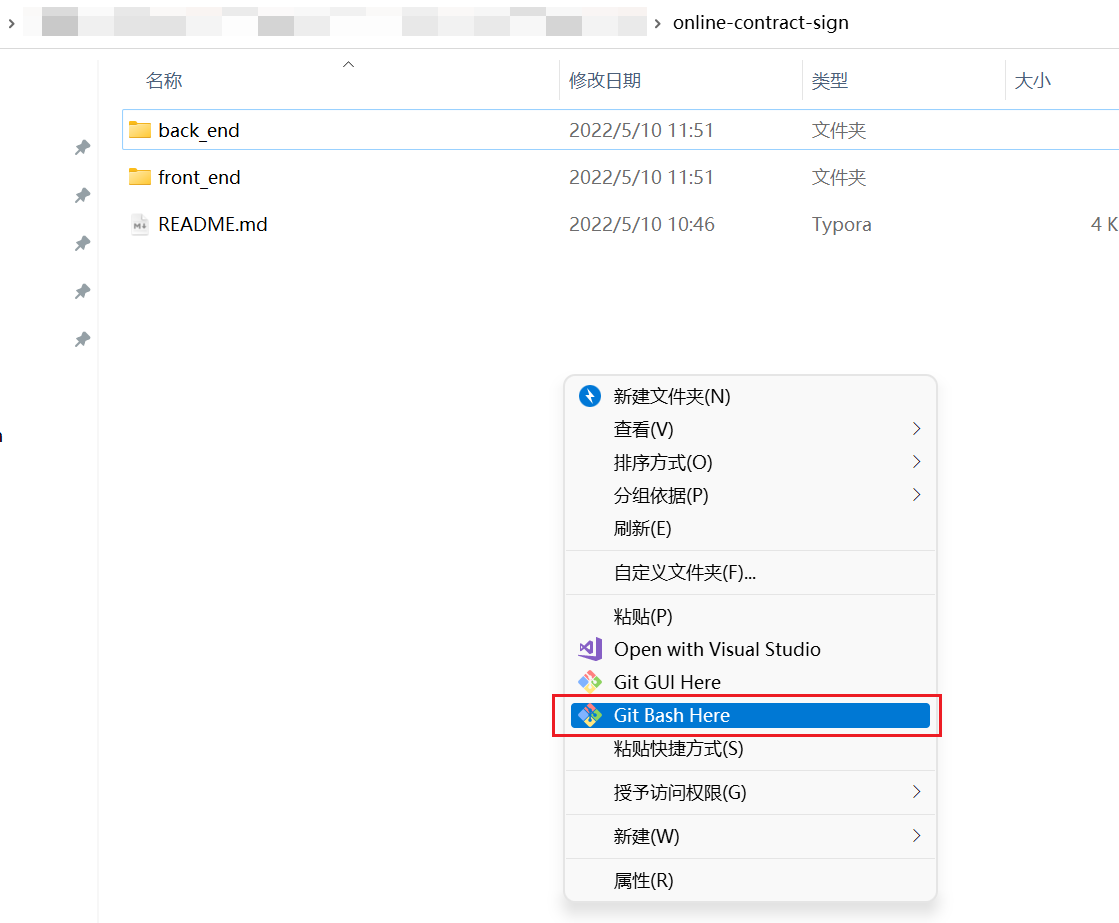 online-contract-sign
名称 修改日期 类型 大小
back_end 2022/5/10 11:51 文件夹
front_end 2022/5/10 11:51 文件夹
README.md 2022/5/10 10:46 Typora 4 K
新建文件夹(N)
查看(V)
排序方式(O)
分组依据(P)
刷新(E)
自定义文件夹(F)...
粘贴(P)
Open with Visual Studio
Git GUI Here
Git Bash Here
粘贴快捷方式(S)
授予访问权限(G)
新建(W)
属性(R)